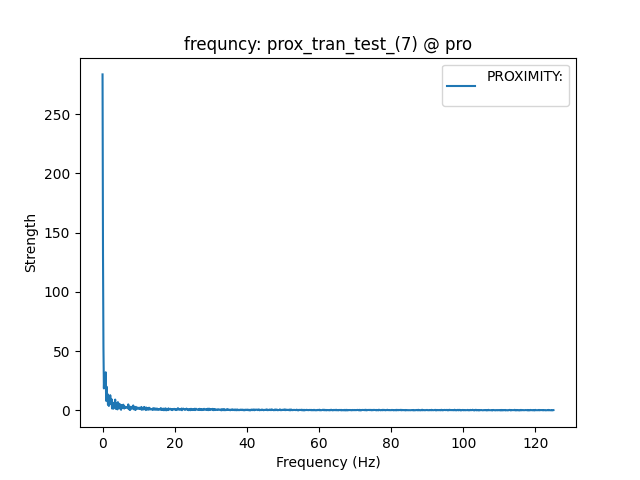 frequncy: prox_tran_test_(7) @ pro
PROXIMITY:
250
200
150
100
50
0
Strength
0 20 40 60 80 100 120
Frequency (Hz)